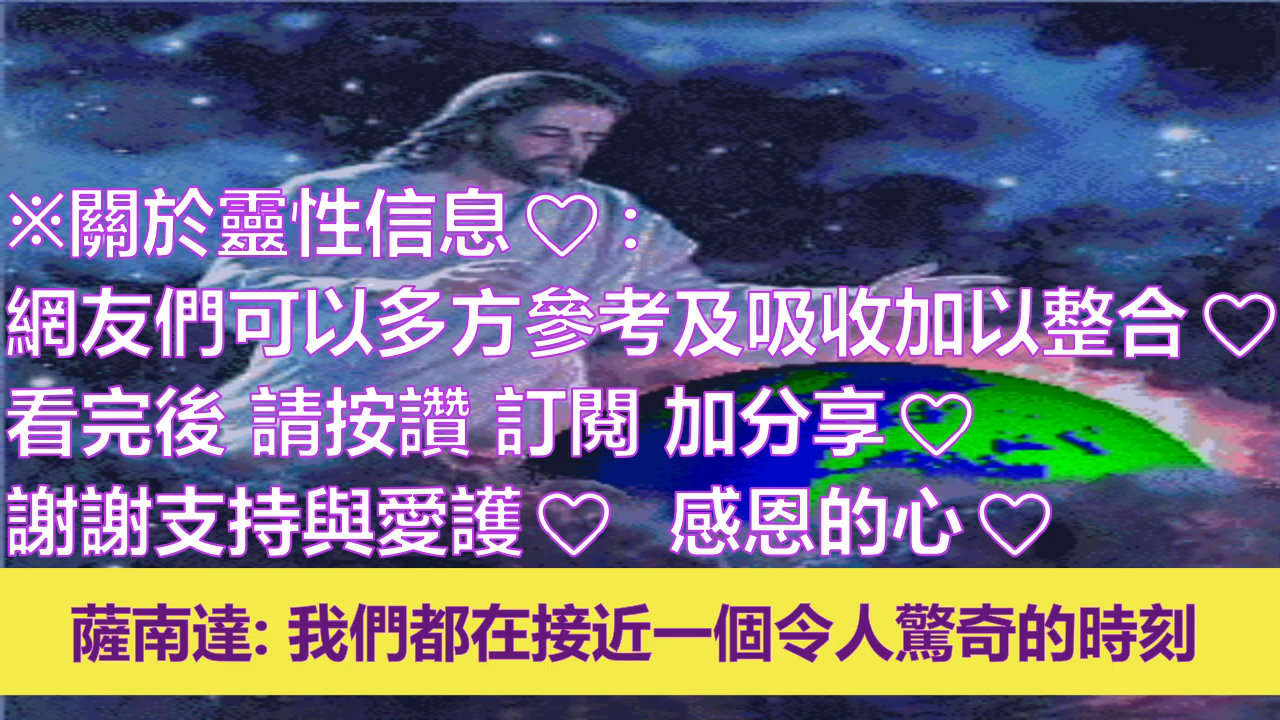 ※關於靈性信息♡：
網友們可以多方參考及吸收加以整合♡
看完後 請按讚 訂閱 加分享♡
謝謝支持與愛護♡ 感恩的心♡
薩南達: 我們都在接近一個令人驚奇的時刻